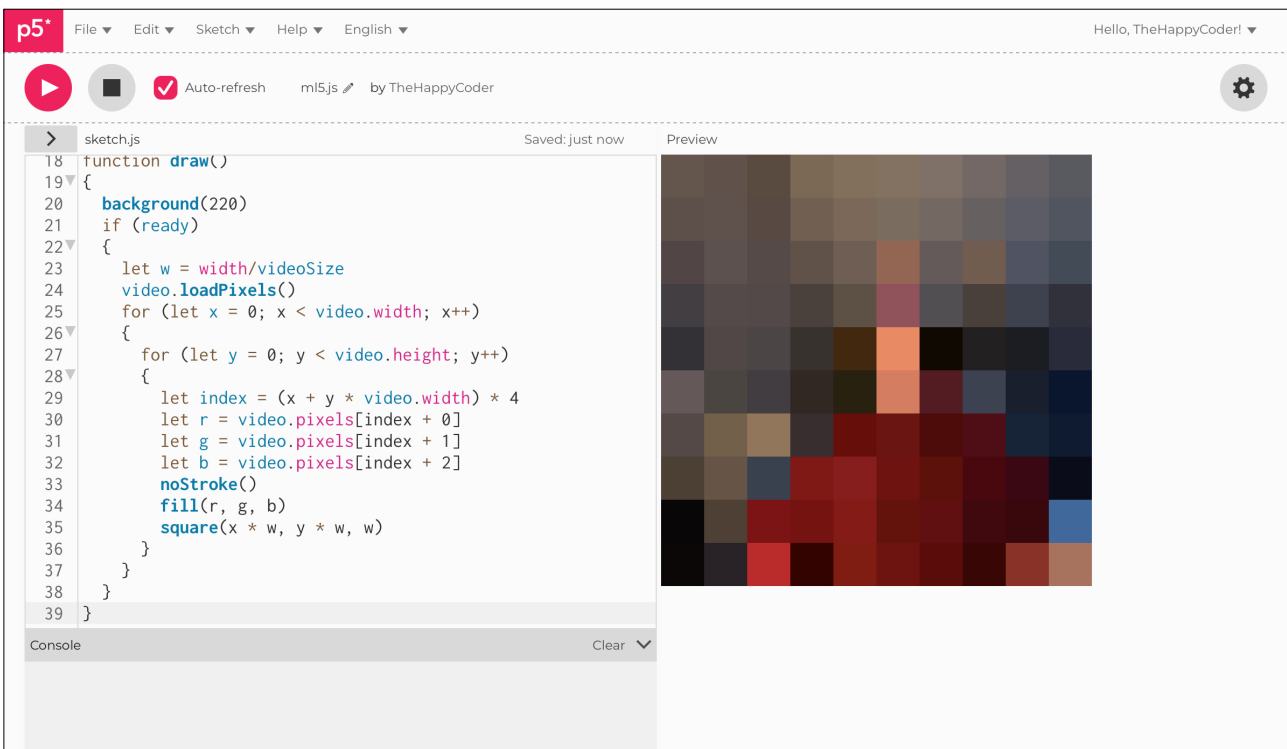 p5* File Edit Sketch Help English Hello, TheHappyCoder!
Auto-refresh ml5.js by TheHappyCoder
sketch.js Saved: just now Preview
18 function draw()
19 {
20 background(220)
21 if (ready)
22 {
23 let w = width/videoSize
24 video.loadPixels()
25 for (let x = 0; x < video.width; x++)
26 {
27 for (let y = 0; y < video.height; y++)
28 {
29 let index = (x + y * video.width) * 4
30 let r = video.pixels[index + 0]
31 let g = video.pixels[index + 1]
32 let b = video.pixels[index + 2]
33 noStroke()
34 fill(r, g, b)
35 square(x * w, y * w, w)
36 }
37 }
38 }
39 }
Console Clear